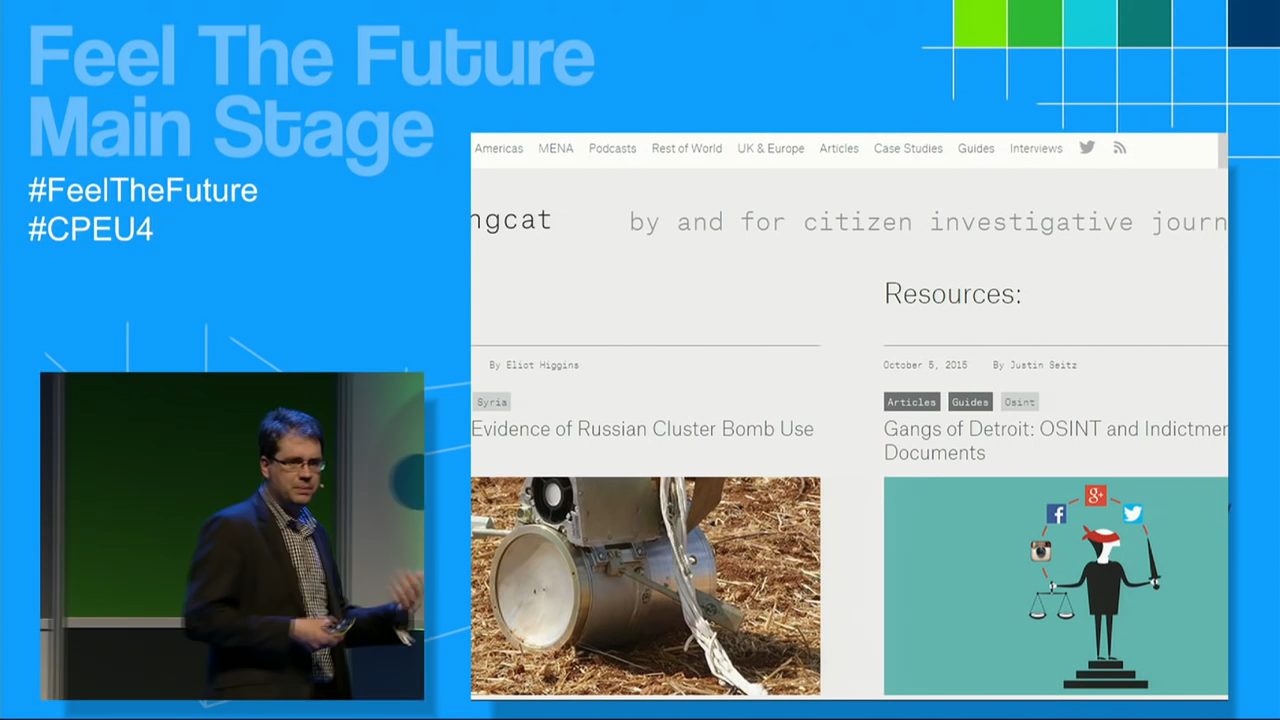 Feel The Future
Main Stage
#FeelTheFuture
#CPEU4
Americas MENA Podcasts Rest of World UK & Europe Articles Case Studies Guides Interviews
ngcat by and for citizen investigative journ
Resources:
By Eliot Higgins
October 5, 2015 By Justin Seitz
Syria
Articles Guides Osint
Evidence of Russian Cluster Bomb Use
Gangs of Detroit: OSINT and Indictmen
Documents
f
g+